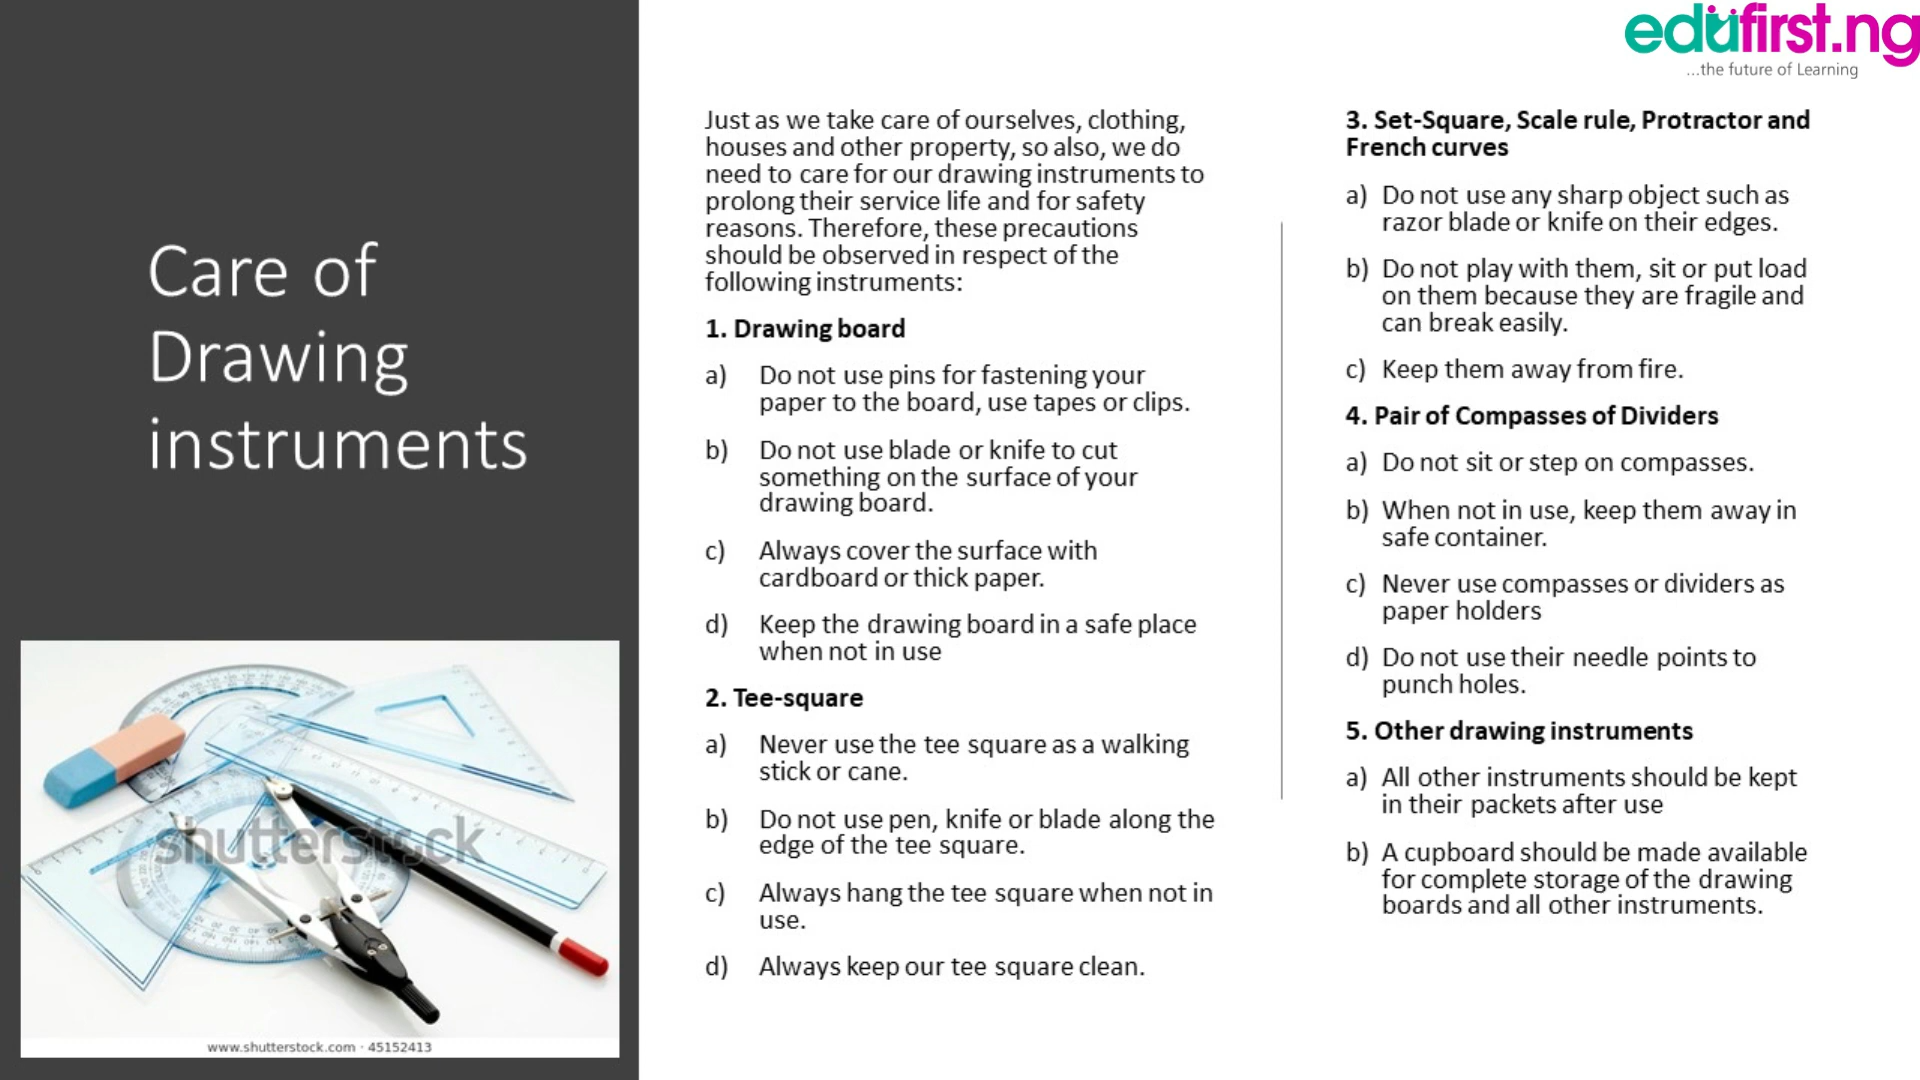 edufirst.ng
...the future of Learning
Care of
Drawing
instruments
shutterstock
www.shutterstock.com · 45152413
Just as we take care of ourselves, clothing,
houses and other property, so also, we do
need to care for our drawing instruments to
prolong their service life and for safety
reasons. Therefore, these precautions
should be observed in respect of the
following instruments:
1. Drawing board
a) Do not use pins for fastening your
paper to the board, use tapes or clips.
b) Do not use blade or knife to cut
something on the surface of your
drawing board.
c) Always cover the surface with
cardboard or thick paper.
d) Keep the drawing board in a safe place
when not in use
2. Tee-square
a) Never use the tee square as a walking
stick or cane.
b) Do not use pen, knife or blade along the
edge of the tee square.
c) Always hang the tee square when not in
use.
d) Always keep our tee square clean.
3. Set-Square, Scale rule, Protractor and
French curves
a) Do not use any sharp object such as
razor blade or knife on their edges.
b) Do not play with them, sit or put load
on them because they are fragile and
can break easily.
c) Keep them away from fire.
4. Pair of Compasses of Dividers
a) Do not sit or step on compasses.
b) When not in use, keep them away in
safe container.
c) Never use compasses or dividers as
paper holders
d) Do not use their needle points to
punch holes.
5. Other drawing instruments
a) All other instruments should be kept
in their packets after use
b) A cupboard should be made available
for complete storage of the drawing
boards and all other instruments.